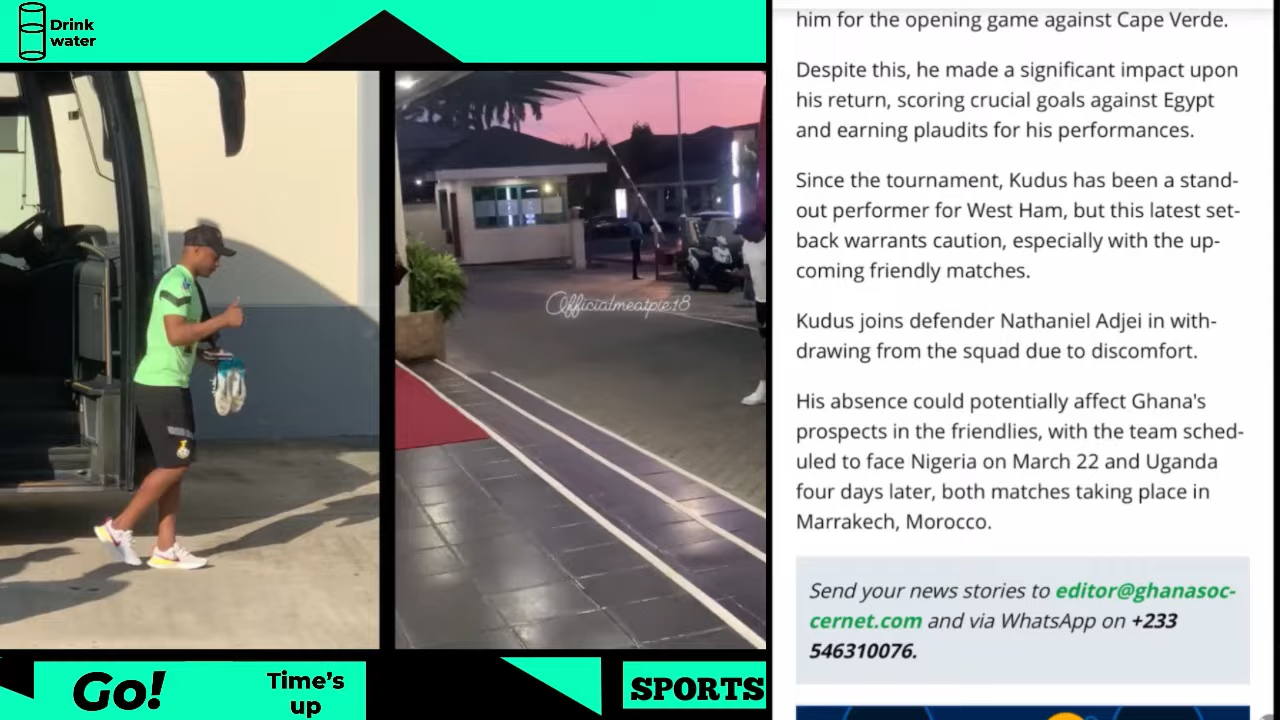 Drink
water
Officialmeatpie18
Go!
Time's
up
SPORTS
him for the opening game against Cape Verde.
Despite this, he made a significant impact upon
his return, scoring crucial goals against Egypt
and earning plaudits for his performances.
Since the tournament, Kudus has been a stand-
out performer for West Ham, but this latest set-
back warrants caution, especially with the up-
coming friendly matches.
Kudus joins defender Nathaniel Adjei in with-
drawing from the squad due to discomfort.
His absence could potentially affect Ghana's
prospects in the friendlies, with the team sched-
uled to face Nigeria on March 22 and Uganda
four days later, both matches taking place in
Marrakech, Morocco.
Send your news stories to editor@ghanasoc-
cernet.com and via WhatsApp on +233
546310076.